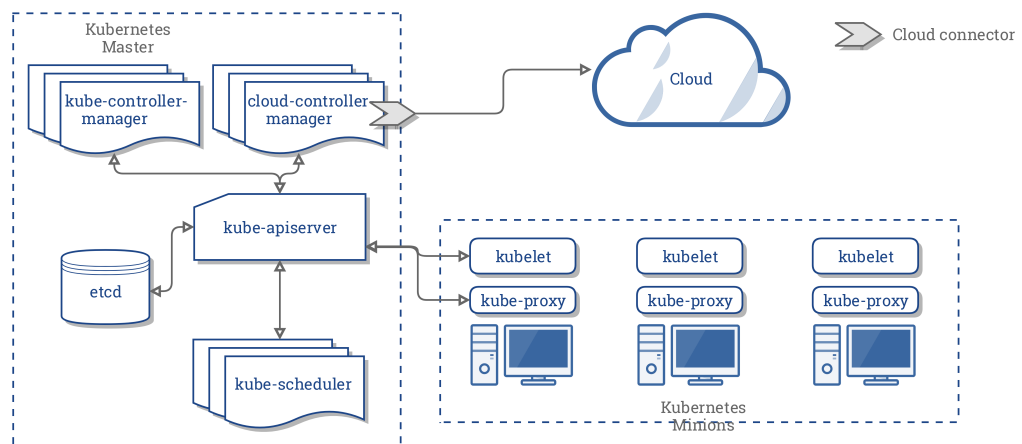 Kubernetes
Master
kube-controller-
manager
cloud-controller
manager
Cloud
Cloud connector
kube-apiserver
etcd
kube-scheduler
kubelet
kubelet
kubelet
kube-proxy
kube-proxy
kube-proxy
Kubernetes
Minions